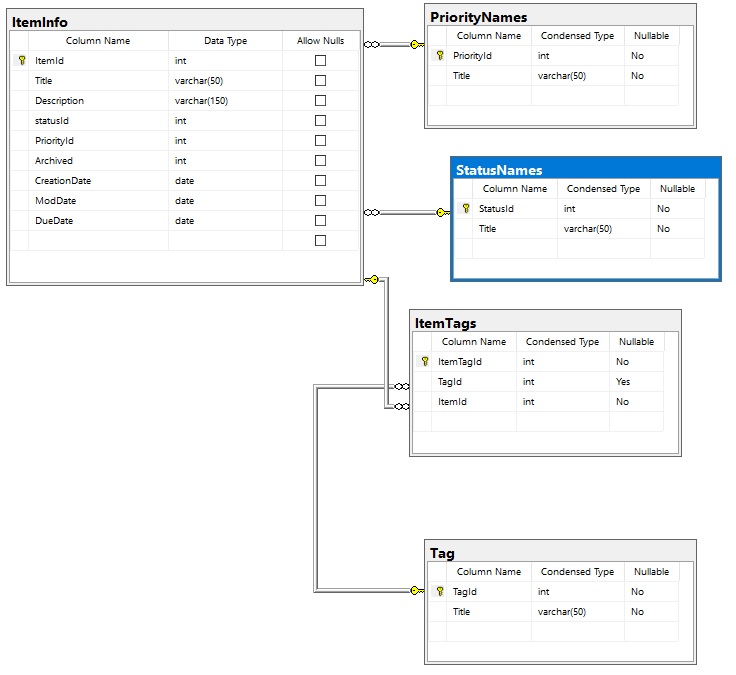 ItemInfo
Column Name Data Type Allow Nulls
ItemId int
Title varchar(50)
Description varchar(150)
statusId int
PriorityId int
Archived int
CreationDate date
ModDate date
DueDate date
PriorityNames
Column Name Condensed Type Nullable
PriorityId int No
Title varchar(50) No
StatusNames
Column Name Condensed Type Nullable
StatusId int No
Title varchar(50) No
ItemTags
Column Name Condensed Type Nullable
ItemTagId int No
TagId int Yes
ItemId int No
Tag
Column Name Condensed Type Nullable
TagId int No
Title varchar(50) No